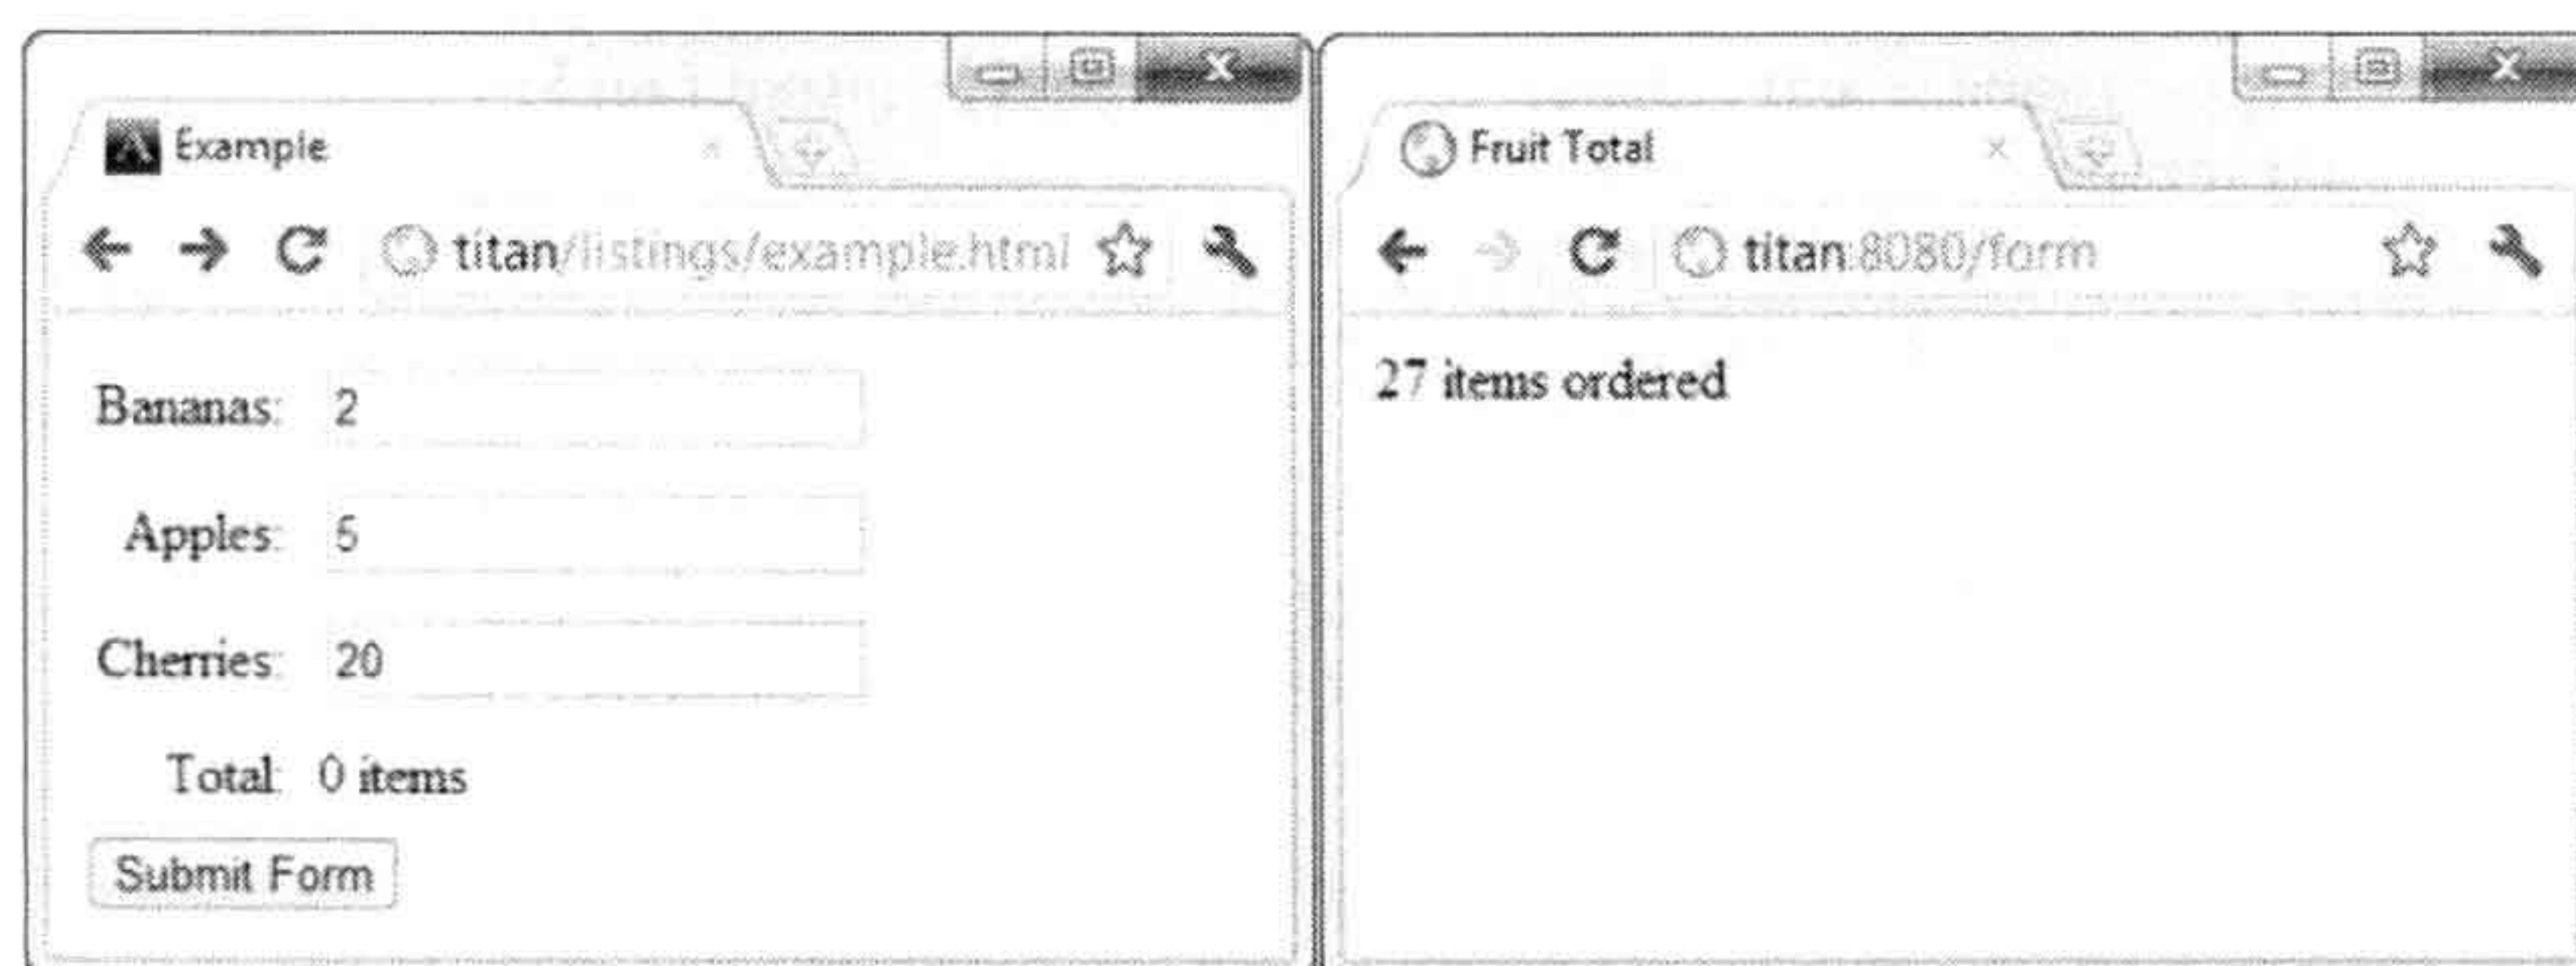 Example
titan/listings/example.html
Bananas: 2
Apples: 5
Cherries: 20
Total: 0 items
Submit Form
Fruit Total
titan:8080/form
27 items ordered